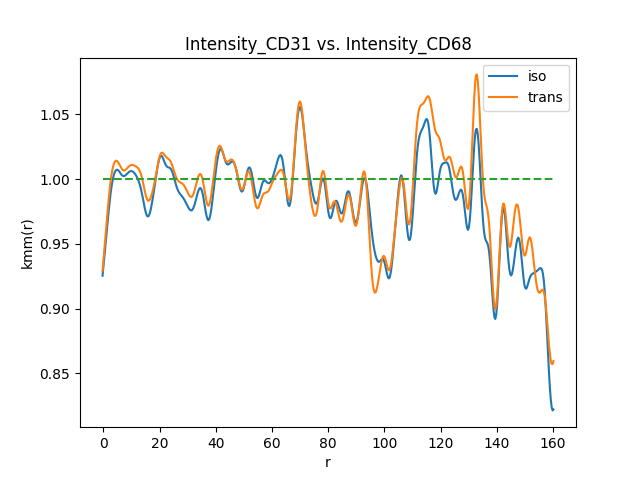 Intensity_CD31 vs. Intensity_CD68
iso
trans
kmm(r)
1.05
1.00
0.95
0.90
0.85
0 20 40 60 80 100 120 140 160
r